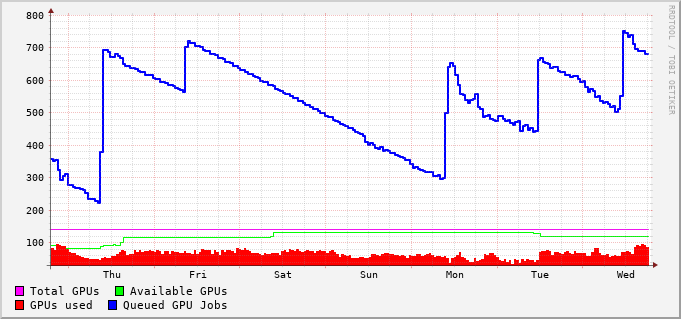 800
700
600
500
400
300
200
100
Thu Fri Sat Sun Mon Tue Wed
Total GPUs Available GPUs
GPUs used Queued GPU Jobs
RRDTOOL / TOBI OETIKER